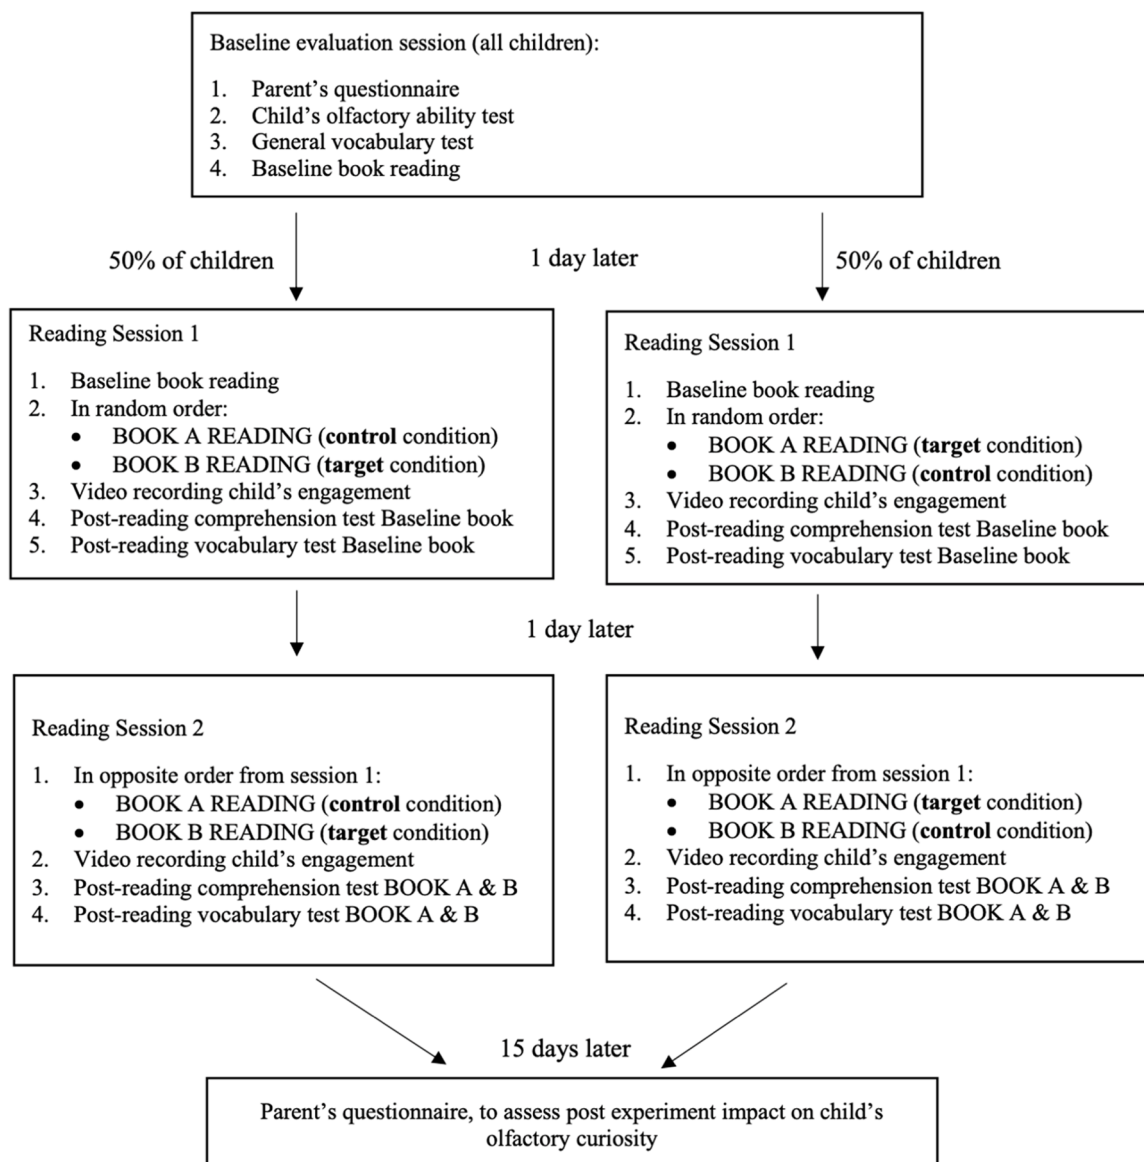 Baseline evaluation session (all children):
1. Parent’s questionnaire
2. Child’s olfactory ability test
3. General vocabulary test
4. Baseline book reading
50% of children
1 day later
50% of children
Reading Session 1
1. Baseline book reading
2. In random order:
• BOOK A READING (control condition)
• BOOK B READING (target condition)
3. Video recording child’s engagement
4. Post-reading comprehension test Baseline book
5. Post-reading vocabulary test Baseline book
Reading Session 1
1. Baseline book reading
2. In random order:
• BOOK A READING (target condition)
• BOOK B READING (control condition)
3. Video recording child’s engagement
4. Post-reading comprehension test Baseline book
5. Post-reading vocabulary test Baseline book
1 day later
Reading Session 2
1. In opposite order from session 1:
• BOOK A READING (control condition)
• BOOK B READING (target condition)
2. Video recording child’s engagement
3. Post-reading comprehension test BOOK A & B
4. Post-reading vocabulary test BOOK A & B
Reading Session 2
1. In opposite order from session 1:
• BOOK A READING (target condition)
• BOOK B READING (control condition)
2. Video recording child’s engagement
3. Post-reading comprehension test BOOK A & B
4. Post-reading vocabulary test BOOK A & B
15 days later
Parent’s questionnaire, to assess post experiment impact on child’s
olfactory curiosity